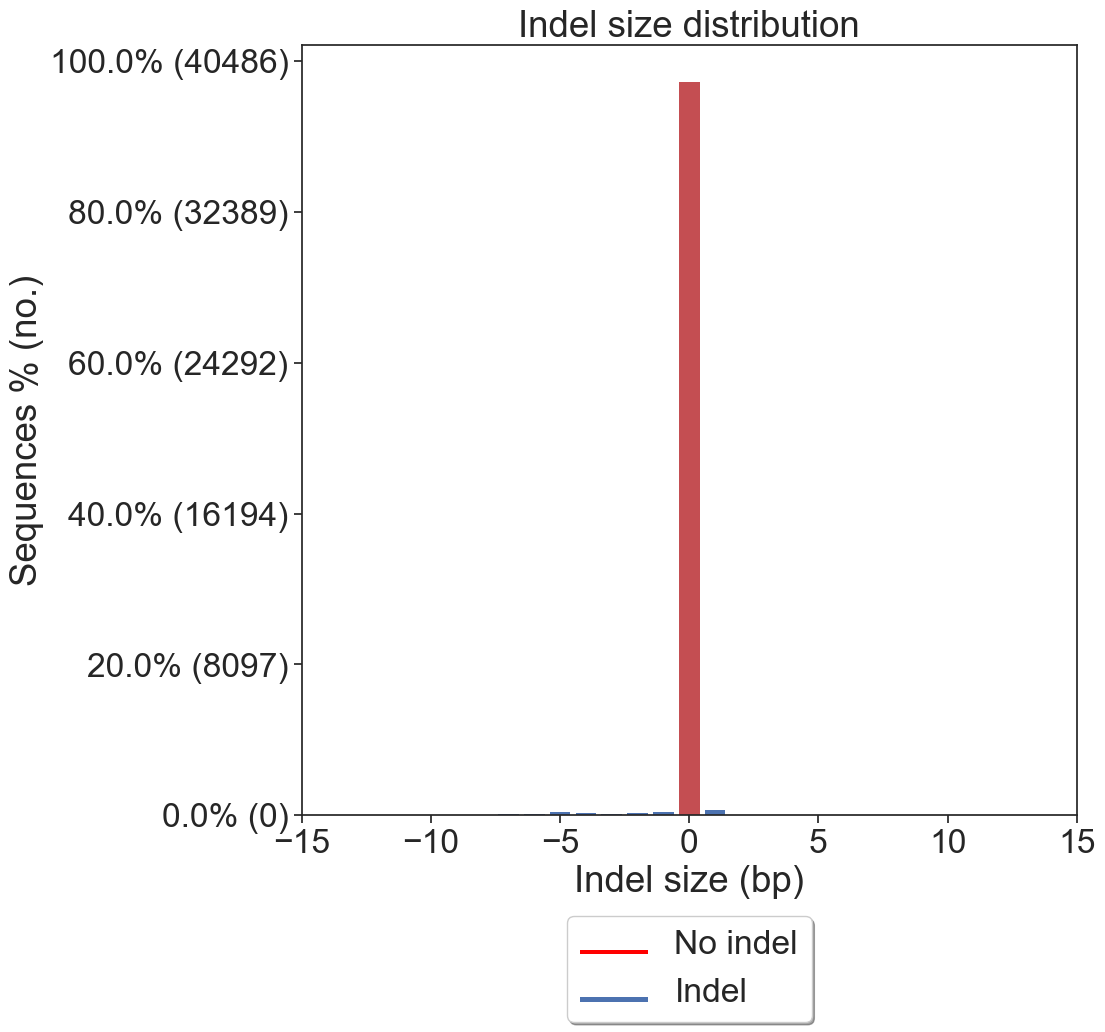 Indel size distribution
100.0% (40486)
80.0% (32389)
60.0% (24292)
40.0% (16194)
20.0% (8097)
0.0% (0)
Sequences % (no.)
−15 −10 −5 0 5 10 15
Indel size (bp)
No indel
Indel